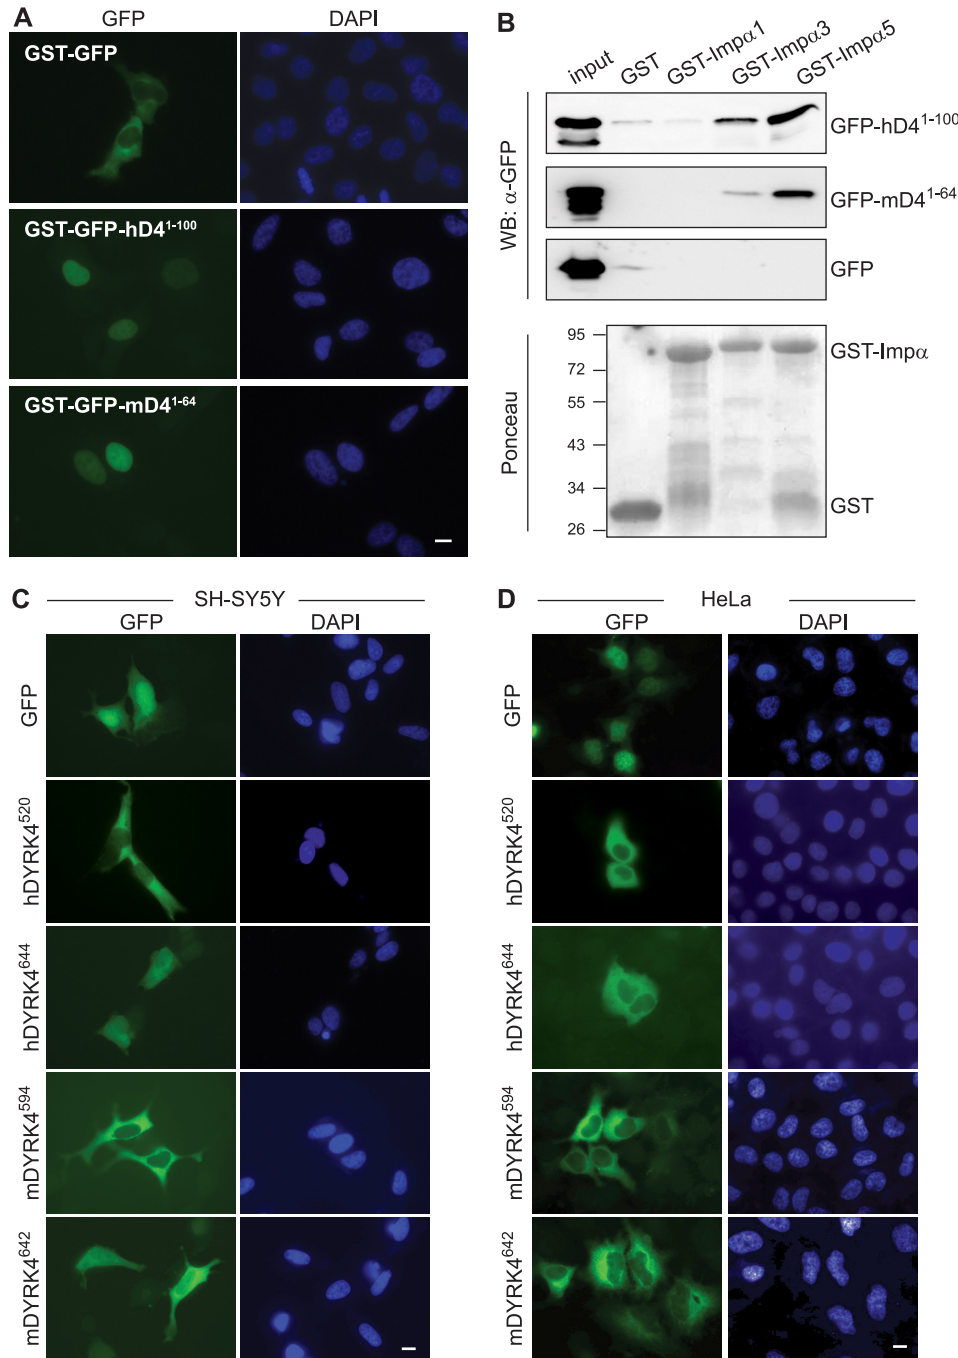 A
GFP
DAPI
GST-GFP
GST-GFP-hD4¹⁻¹⁰⁰
GST-GFP-mD4¹⁻⁶⁴
B
input
GST
GST-Impα1
GST-Impα3
GST-Impα5
WB: α-GFP
GFP-hD4¹⁻¹⁰⁰
GFP-mD4¹⁻⁶⁴
GFP
Ponceau
95
72
55
43
34
26
GST-Impα
GST
C
SH-SY5Y
GFP
DAPI
GFP
hDYRK4⁵²⁰
hDYRK4⁶⁴⁴
mDYRK4⁵⁹⁴
mDYRK4⁶⁴²
D
HeLa
GFP
DAPI
GFP
hDYRK4⁵²⁰
hDYRK4⁶⁴⁴
mDYRK4⁵⁹⁴
mDYRK4⁶⁴²